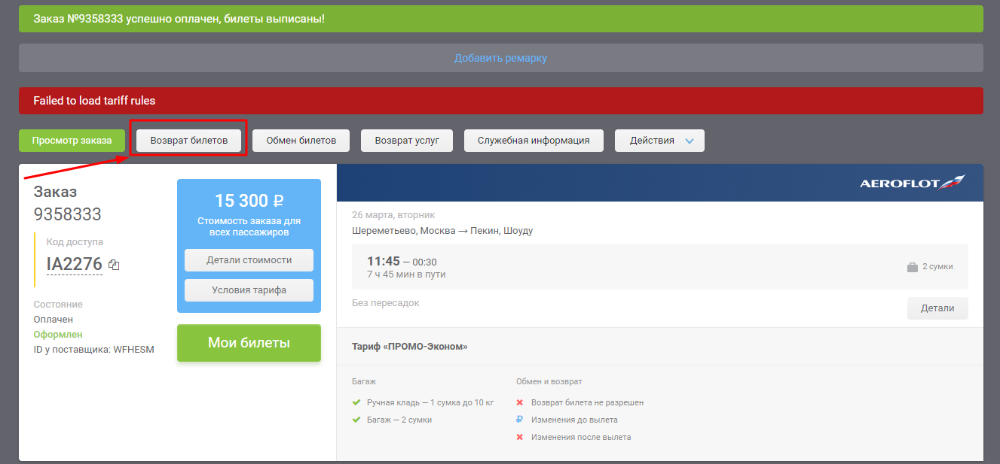 Заказ №9358333 успешно оплачен, билеты выписаны!
Добавить ремарку
Failed to load tariff rules
Просмотр заказа
Возврат билетов
Обмен билетов
Возврат услуг
Служебная информация
Действия
Заказ
9358333
Код доступа
IA2276
Состояние
Оплачен
Оформлен
ID у поставщика: WFHESM
15 300 ₽
Стоимость заказа для
всех пассажиров
Детали стоимости
Условия тарифа
Мои билеты
AEROFLOT
26 марта, вторник
Шереметьево, Москва → Пекин, Шоуду
11:45 — 00:30
7 ч 45 мин в пути
2 сумки
Без пересадок
Детали
Тариф «ПРОМО-Эконом»
Багаж
Ручная кладь — 1 сумка до 10 кг
Багаж — 2 сумки
Обмен и возврат
Возврат билета не разрешен
₽ Изменения до вылета
Изменения после вылета